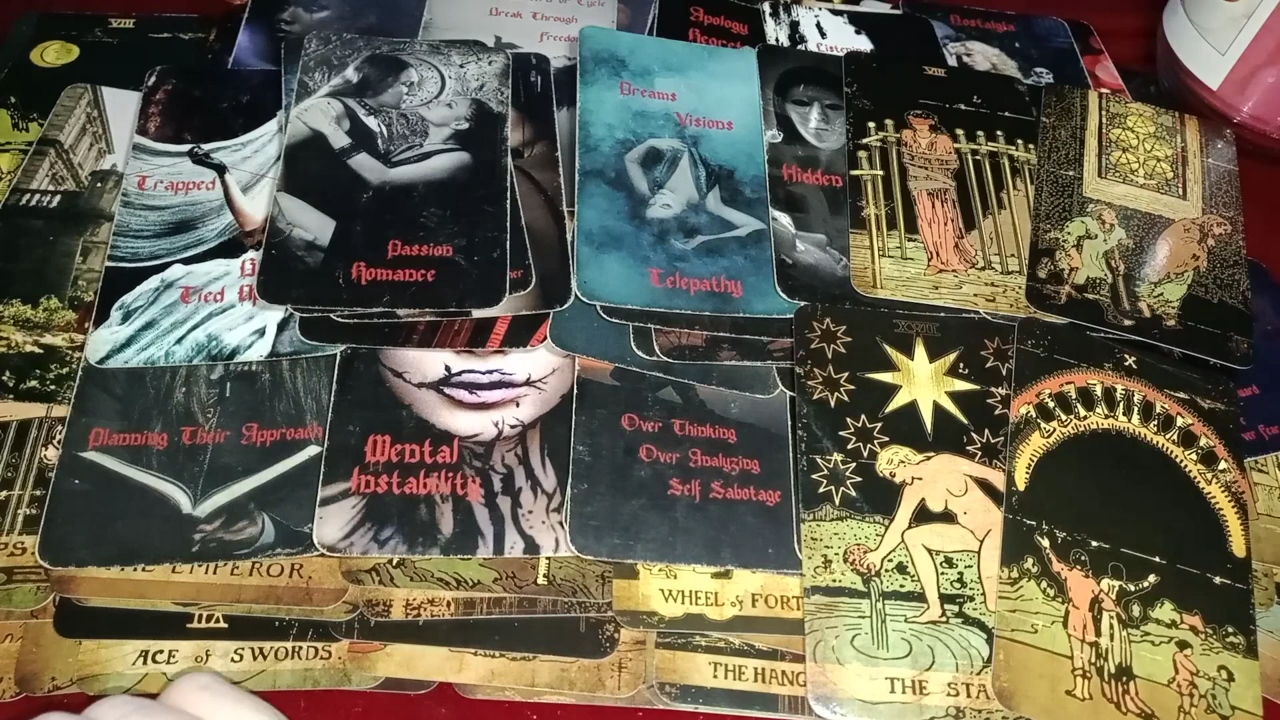 VIII
Break Through
Freedom
Apology
Regrets
Listening
Nostalgia
Trapped
Tied Up
Passion
Romance
Dreams
Visions
Telepathy
Hidden
VIII
XVII
X
Planning Their Approach
Mental
Instability
Over Thinking
Over Analyzing
Self Sabotage
THE EMPEROR.
WHEEL of FORT
ACE of SWORDS.
THE HANG
THE STA